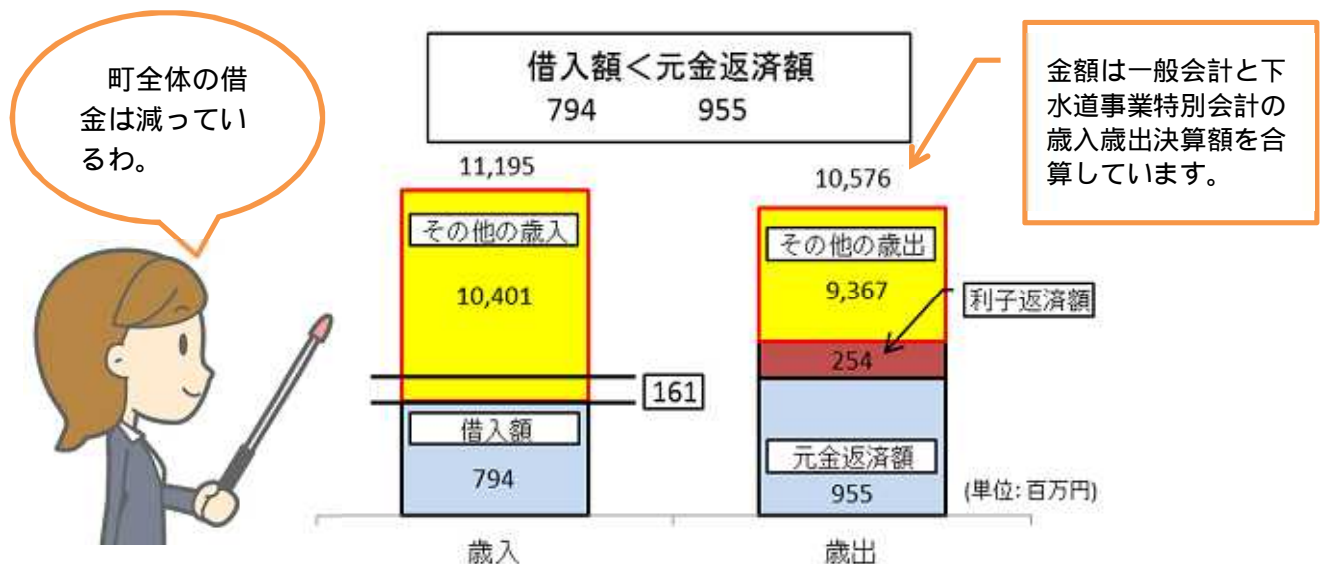 町全体の借
金は減ってい
るわ。
借入額＜元金返済額
794 955
金額は一般会計と下
水道事業特別会計の
歳入歳出決算額を合
算しています。
11,195
その他の歳入
10,401
161
借入額
794
歳入
10,576
その他の歳出
9,367
利子返済額
254
元金返済額
955
(単位:百万円)
歳出